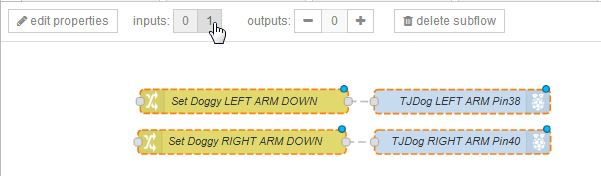 edit properties inputs: 0 1 outputs: 0 delete subflow
Set Doggy LEFT ARM DOWN TJDog LEFT ARM Pin38
Set Doggy RIGHT ARM DOWN TJDog RIGHT ARM Pin40